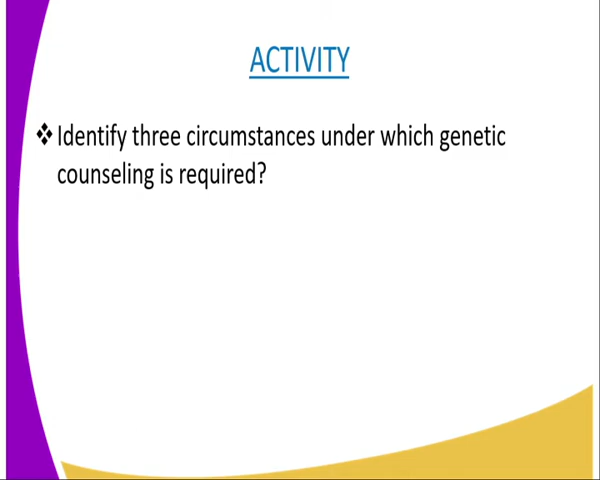 ACTIVITY
❖Identify three circumstances under which genetic
counseling is required?